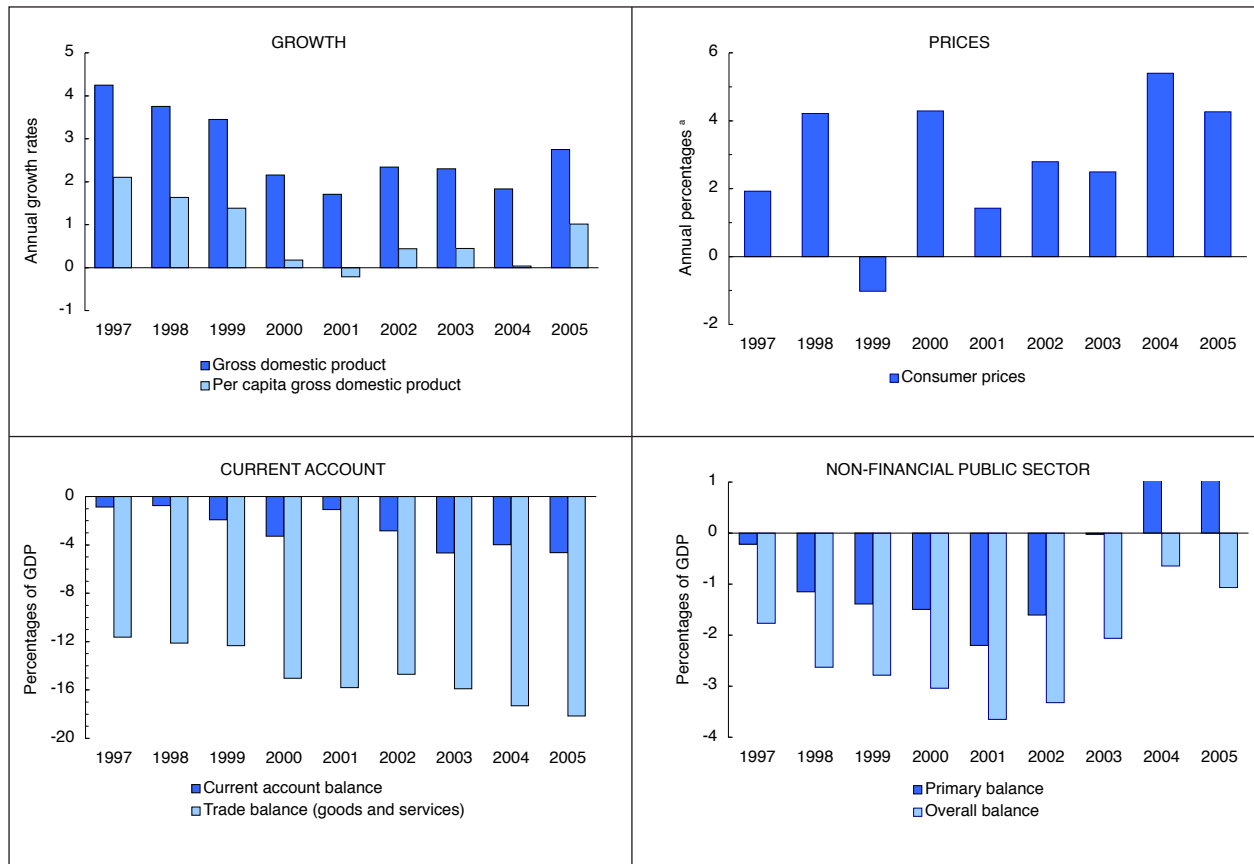 GROWTH
5
4
3
2
1
0
-1
Annual growth rates
1997 1998 1999 2000 2001 2002 2003 2004 2005
Gross domestic product
Per capita gross domestic product
PRICES
6
4
2
0
-2
Annual percentages a
1997 1998 1999 2000 2001 2002 2003 2004 2005
Consumer prices
CURRENT ACCOUNT
0
-4
-8
-12
-16
-20
Percentages of GDP
1997 1998 1999 2000 2001 2002 2003 2004 2005
Current account balance
Trade balance (goods and services)
NON-FINANCIAL PUBLIC SECTOR
1
0
-1
-2
-3
-4
Percentages of GDP
1997 1998 1999 2000 2001 2002 2003 2004 2005
Primary balance
Overall balance